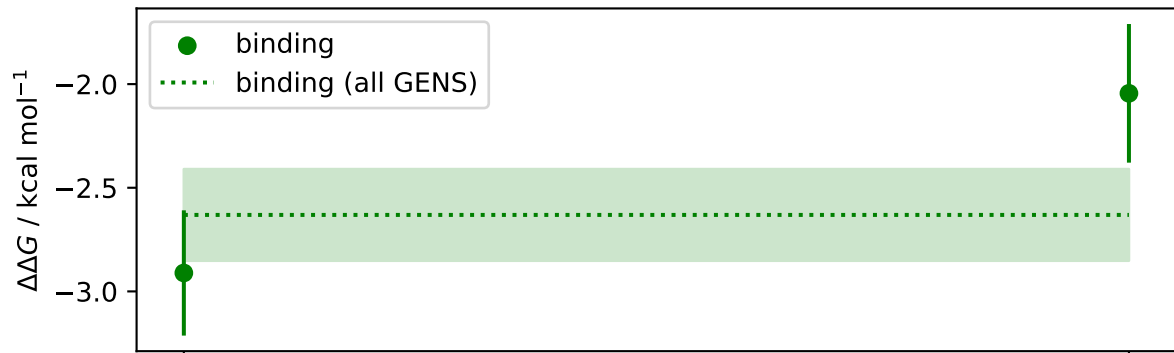 binding
binding (all GENS)
−2.0
−2.5
−3.0
ΔΔG / kcal mol⁻¹